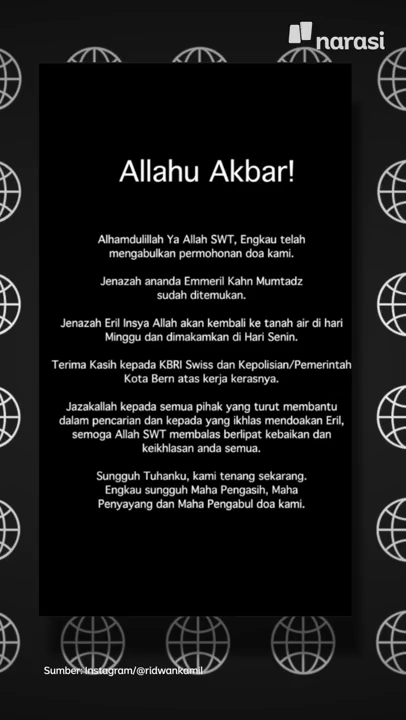 narasi
Allahu Akbar!
Alhamdulillah Ya Allah SWT, Engkau telah
mengabulkan permohonan doa kami.
Jenazah ananda Emmeril Kahn Mumtadz
sudah ditemukan.
Jenazah Eril Insya Allah akan kembali ke tanah air di hari
Minggu dan dimakamkan di Hari Senin.
Terima Kasih kepada KBRI Swiss dan Kepolisian/Pemerintah
Kota Bern atas kerja kerasnya.
Jazakallah kepada semua pihak yang turut membantu
dalam pencarian dan kepada yang ikhlas mendoakan Eril,
semoga Allah SWT membalas berlipat kebaikan dan
keikhlasan anda semua.
Sungguh Tuhanku, kami tenang sekarang.
Engkau sungguh Maha Pengasih, Maha
Penyayang dan Maha Pengabul doa kami.
Sumber: Instagram/@ridwankamil